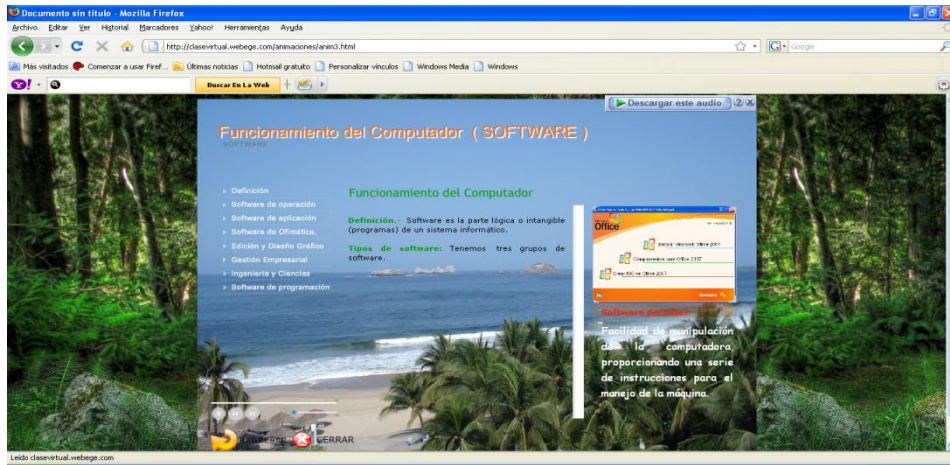 Documento sin título - Mozilla Firefox
Archivo Editar Ver Historial Marcadores Yahoo! Herramientas Ayuda
http://clasevirtual.webege.com/animaciones/anim3.html
Google
Más visitados Comenzar a usar Firef... Últimas noticias Hotmail gratuito Personalizar vínculos Windows Media Windows
Buscar En La Web
Descargar este audio
Funcionamiento del Computador ( SOFTWARE )
SOFTWARE
Definición
Software de operación
Software de aplicación
Software de Ofimática,
Edición y Diseño Gráfico
Gestión Empresarial
Ingeniería y Ciencias
Software de programación
Funcionamiento del Computador
Definición.- Software es la parte lógica o intangible
(programas) de un sistema informático.
Tipos de software: Tenemos tres grupos de
software.
Office
Office 2007
Office 2007
Office 2007
Software
Facilidad de manipulación
de la computadora,
proporcionando una serie
de instrucciones para el
manejo de la máquina.
CERRAR
Leído clasevirtual.webege.com